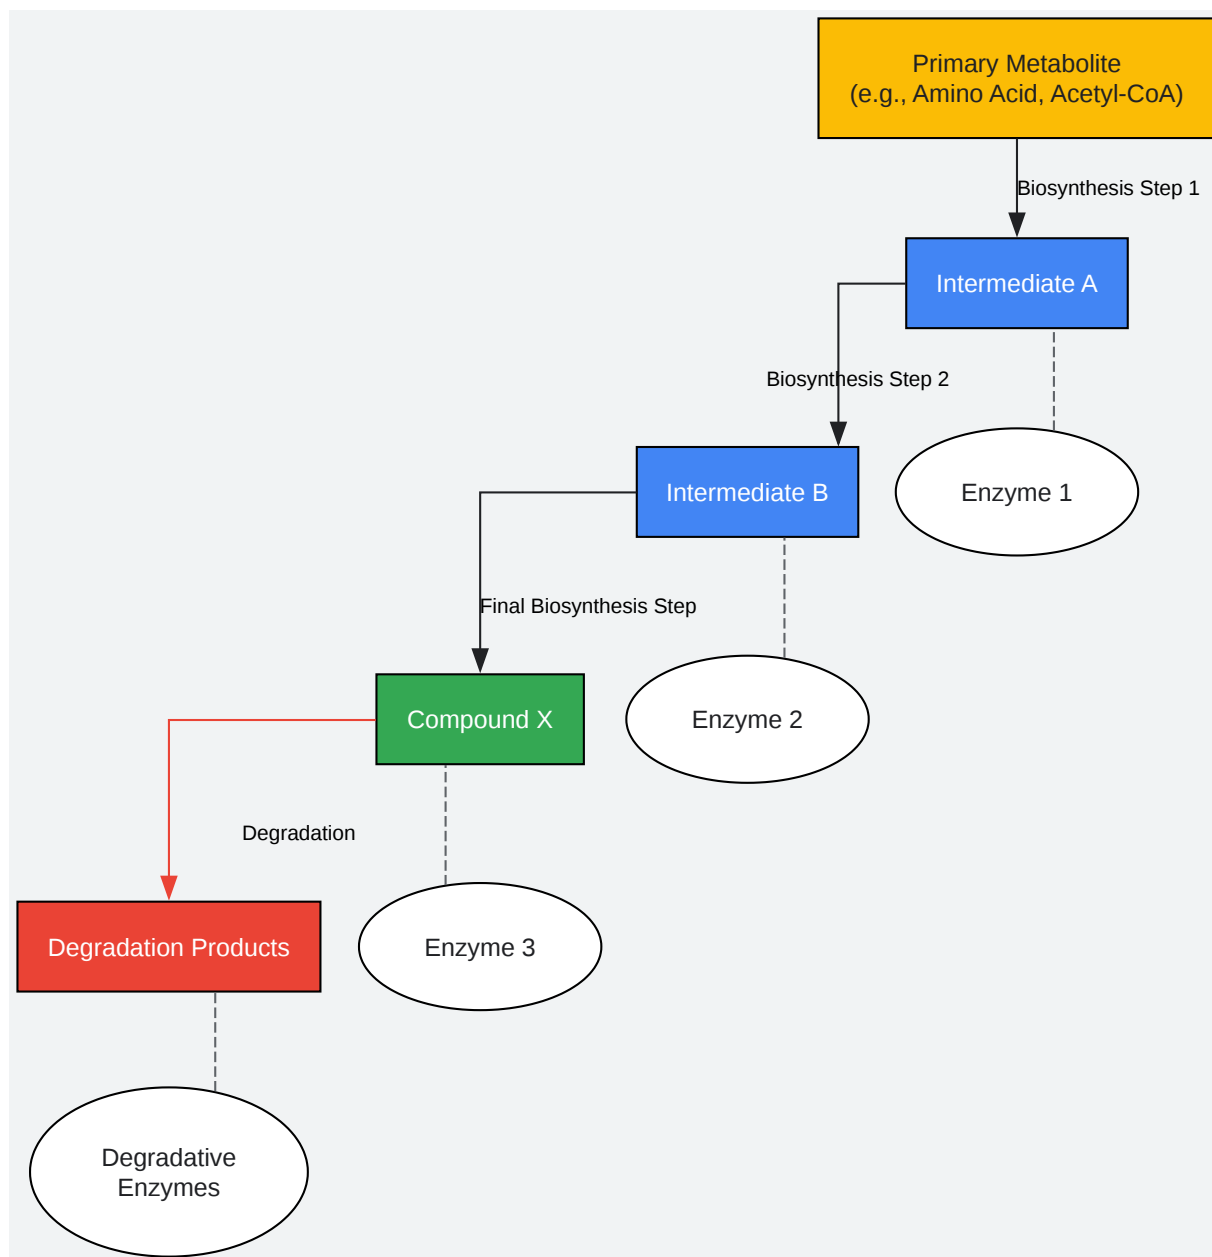 Primary Metabolite
(e.g., Amino Acid, Acetyl-CoA)
Biosynthesis Step 1
Intermediate A
Biosynthesis Step 2
Intermediate B
Enzyme 1
Final Biosynthesis Step
Compound X
Enzyme 2
Degradation
Degradation Products
Enzyme 3
Degradative
Enzymes